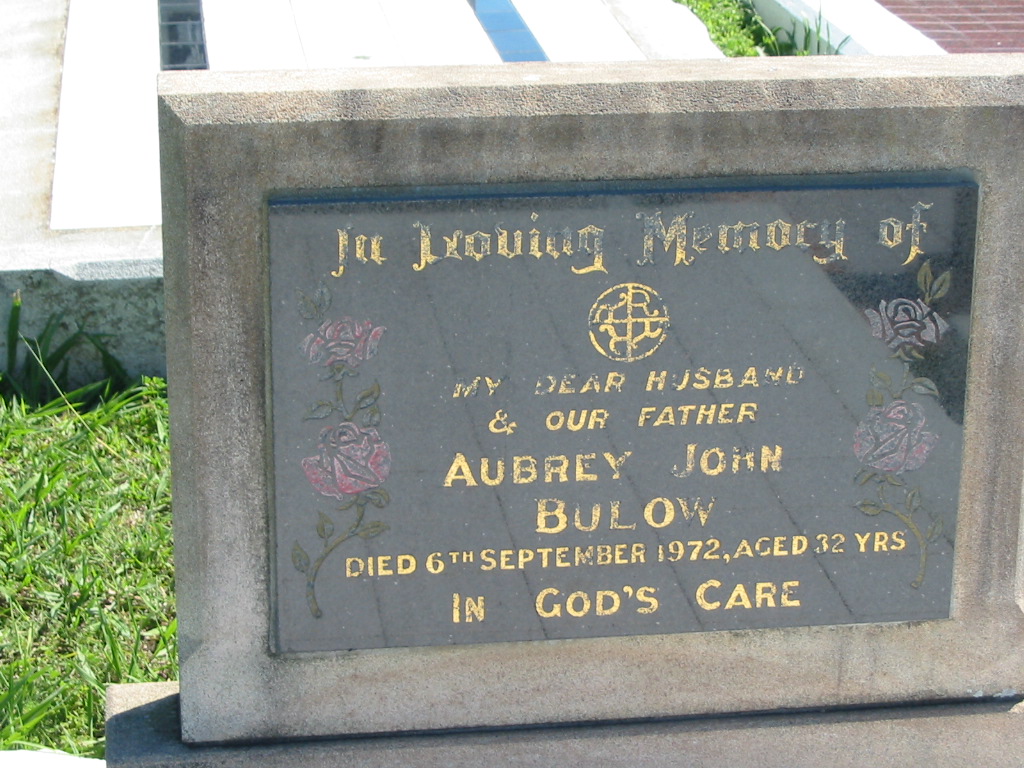 In Loving Memory of
MY DEAR HUSBAND
& OUR FATHER
AUBREY JOHN
BULOW
DIED 6TH SEPTEMBER 1972, AGED 32 YRS
IN GOD'S CARE